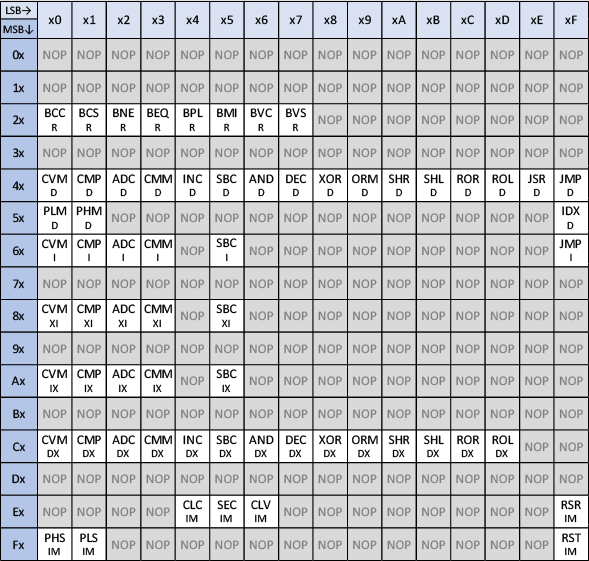 LSB→ x0 x1 x2 x3 x4 x5 x6 x7 x8 x9 xA xB xC xD xE xF
MSB↓
0x NOP NOP NOP NOP NOP NOP NOP NOP NOP NOP NOP NOP NOP NOP NOP NOP
1x NOP NOP NOP NOP NOP NOP NOP NOP NOP NOP NOP NOP NOP NOP NOP NOP
2x BCC BCS BNE BEQ BPL BMI BVC BVS NOP NOP NOP NOP NOP NOP NOP NOP
R R R R R R R R
3x NOP NOP NOP NOP NOP NOP NOP NOP NOP NOP NOP NOP NOP NOP NOP NOP
4x CVM CMP ADC CMM INC SBC AND DEC XOR ORM SHR SHL ROR ROL JSR JMP
D D D D D D D D D D D D D D D D
5x PLM PHM NOP NOP NOP NOP NOP NOP NOP NOP NOP NOP NOP NOP NOP IDX
D D D
6x CVM CMP ADC CMM NOP SBC NOP NOP NOP NOP NOP NOP NOP NOP NOP JMP
I I I I I I
7x NOP NOP NOP NOP NOP NOP NOP NOP NOP NOP NOP NOP NOP NOP NOP NOP
8x CVM CMP ADC CMM NOP SBC NOP NOP NOP NOP NOP NOP NOP NOP NOP NOP
XI XI XI XI XI
9x NOP NOP NOP NOP NOP NOP NOP NOP NOP NOP NOP NOP NOP NOP NOP NOP
Ax CVM CMP ADC CMM NOP SBC NOP NOP NOP NOP NOP NOP NOP NOP NOP NOP
IX IX IX IX IX
Bx NOP NOP NOP NOP NOP NOP NOP NOP NOP NOP NOP NOP NOP NOP NOP NOP
Cx CVM CMP ADC CMM INC SBC AND DEC XOR ORM SHR SHL ROR ROL NOP NOP
DX DX DX DX DX DX DX DX DX DX DX DX DX DX
Dx NOP NOP NOP NOP NOP NOP NOP NOP NOP NOP NOP NOP NOP NOP NOP NOP
Ex NOP NOP NOP NOP CLC SEC CLV NOP NOP NOP NOP NOP NOP NOP NOP RSR
IM IM IM IM
Fx PHS PLS NOP NOP NOP NOP NOP NOP NOP NOP NOP NOP NOP NOP NOP RST
IM IM IM